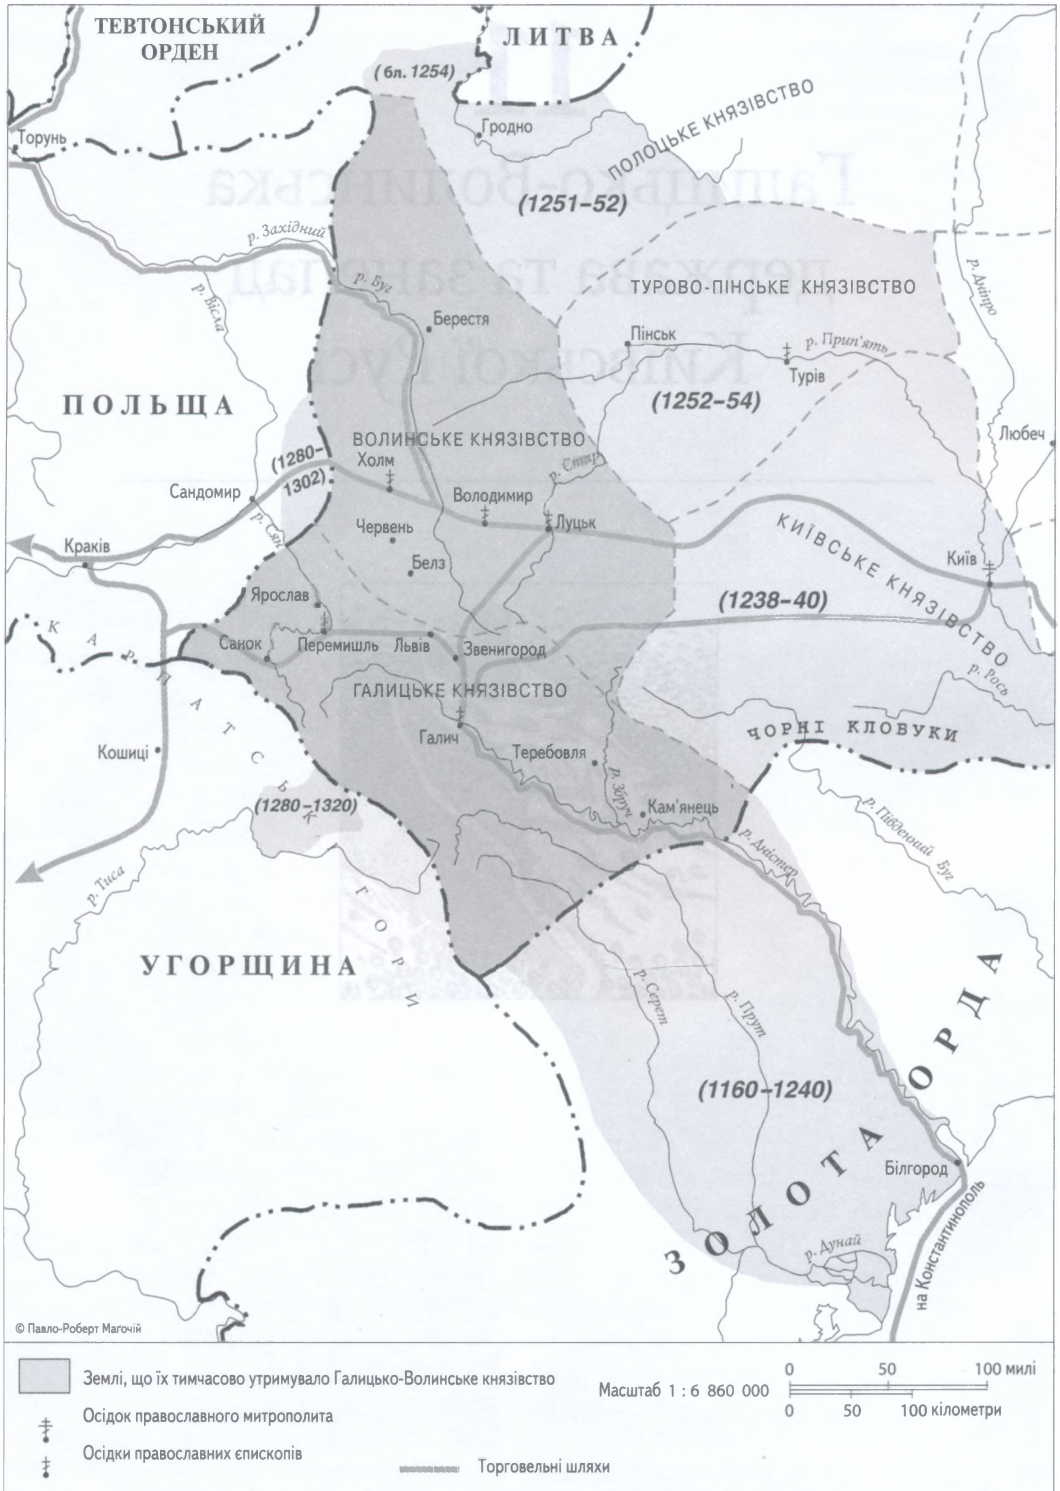 ТЕВТОНСЬКИЙ
ОРДЕН
ЛИТВА
(бл. 1254)
Торунь
Гродно
ПОЛОЦЬКЕ КНЯЗІВСТВО
(1251–52)
р. Західний
р. Буг
р. Вісла
р. Дніпро
ТУРОВО-ПІНСЬКЕ КНЯЗІВСТВО
Берестя
Пінськ
р. Прип'ять
Турів
ПОЛЬЩА
(1252–54)
Любеч
ВОЛИНСЬКЕ КНЯЗІВСТВО
(1280–
1302)
Холм
р. Стир
Сандомир
Володимир
Луцьк
р. Сян
Червень
КИЇВСЬКЕ КНЯЗІВСТВО
Краків
Белз
Київ
Ярослав
(1238–40)
КАРПАТСЬКІ ГОРИ
Санок
Перемишль
Львів
Звенигород
р. Рось
ГАЛИЦЬКЕ КНЯЗІВСТВО
Галич
ЧОРНІ КЛОБУКИ
Кошиці
Теребовля
р. Збруч
(1280–1320)
Кам'янець
р. Південний Буг
р. Дністер
р. Тиса
УГОРЩИНА
р. Серет
р. Прут
ЗОЛОТА ОРДА
(1160–1240)
Білгород
р. Дунай
на Константинополь
© Павло-Роберт Маґочій
Землі, що їх тимчасово утримувало Галицько-Волинське князівство
Осідок православного митрополита
Осідки православних єпископів
Торговельні шляхи
Масштаб 1 : 6 860 000
0 50 100 милі
0 50 100 кілометри